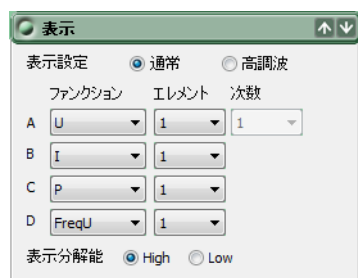 表示
表示設定 通常 高調波
ファンクション エレメント 次数
A U 1 1
B I 1
C P 1
D FreqU 1
表示分解能 High Low